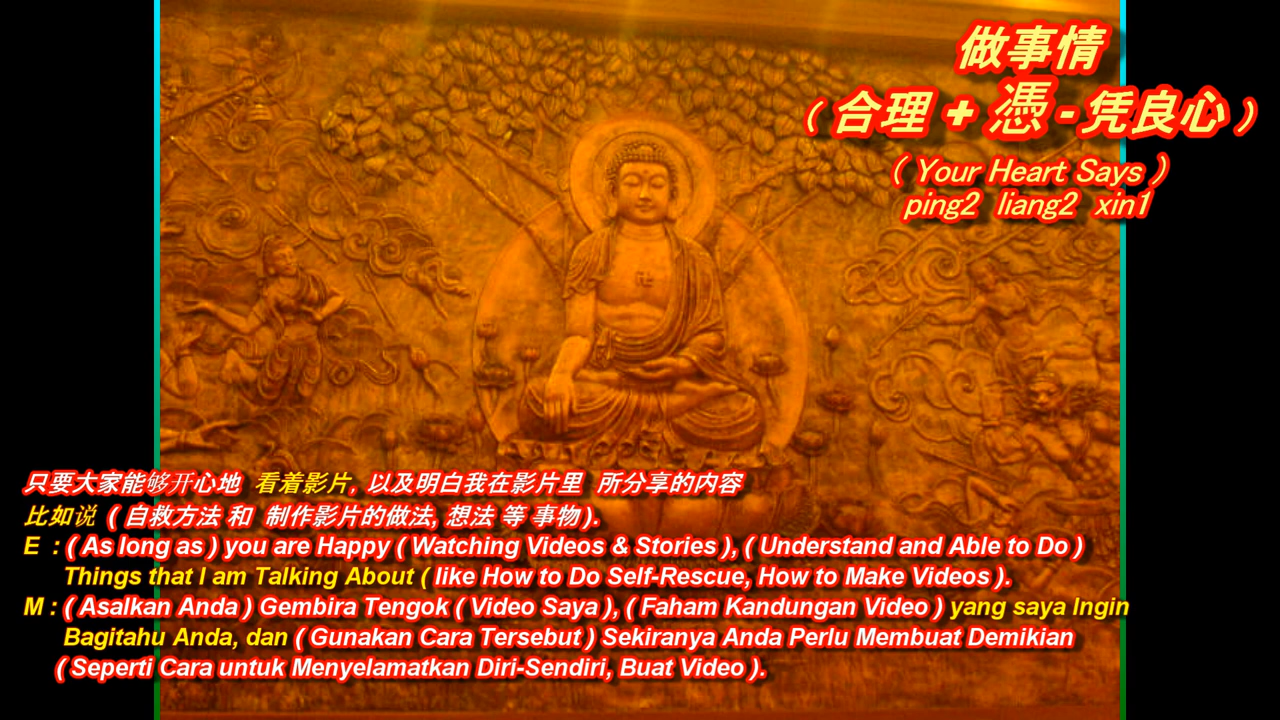 做事情
( 合理 + 憑 - 凭良心 )
( Your Heart Says )
ping2 liang2 xin1
卍
只要大家能够开心地 看着影片, 以及明白我在影片里 所分享的内容
比如说 ( 自救方法 和 制作影片的做法, 想法 等 事物 ).
E : ( As long as ) you are Happy ( Watching Videos & Stories ), ( Understand and Able to Do )
Things that I am Talking About ( like How to Do Self-Rescue, How to Make Videos ).
M : ( Asalkan Anda ) Gembira Tengok ( Video Saya ), ( Faham Kandungan Video ) yang saya Ingin
Bagitahu Anda, dan ( Gunakan Cara Tersebut ) Sekiranya Anda Perlu Membuat Demikian
( Seperti Cara untuk Menyelamatkan Diri-Sendiri, Buat Video ).